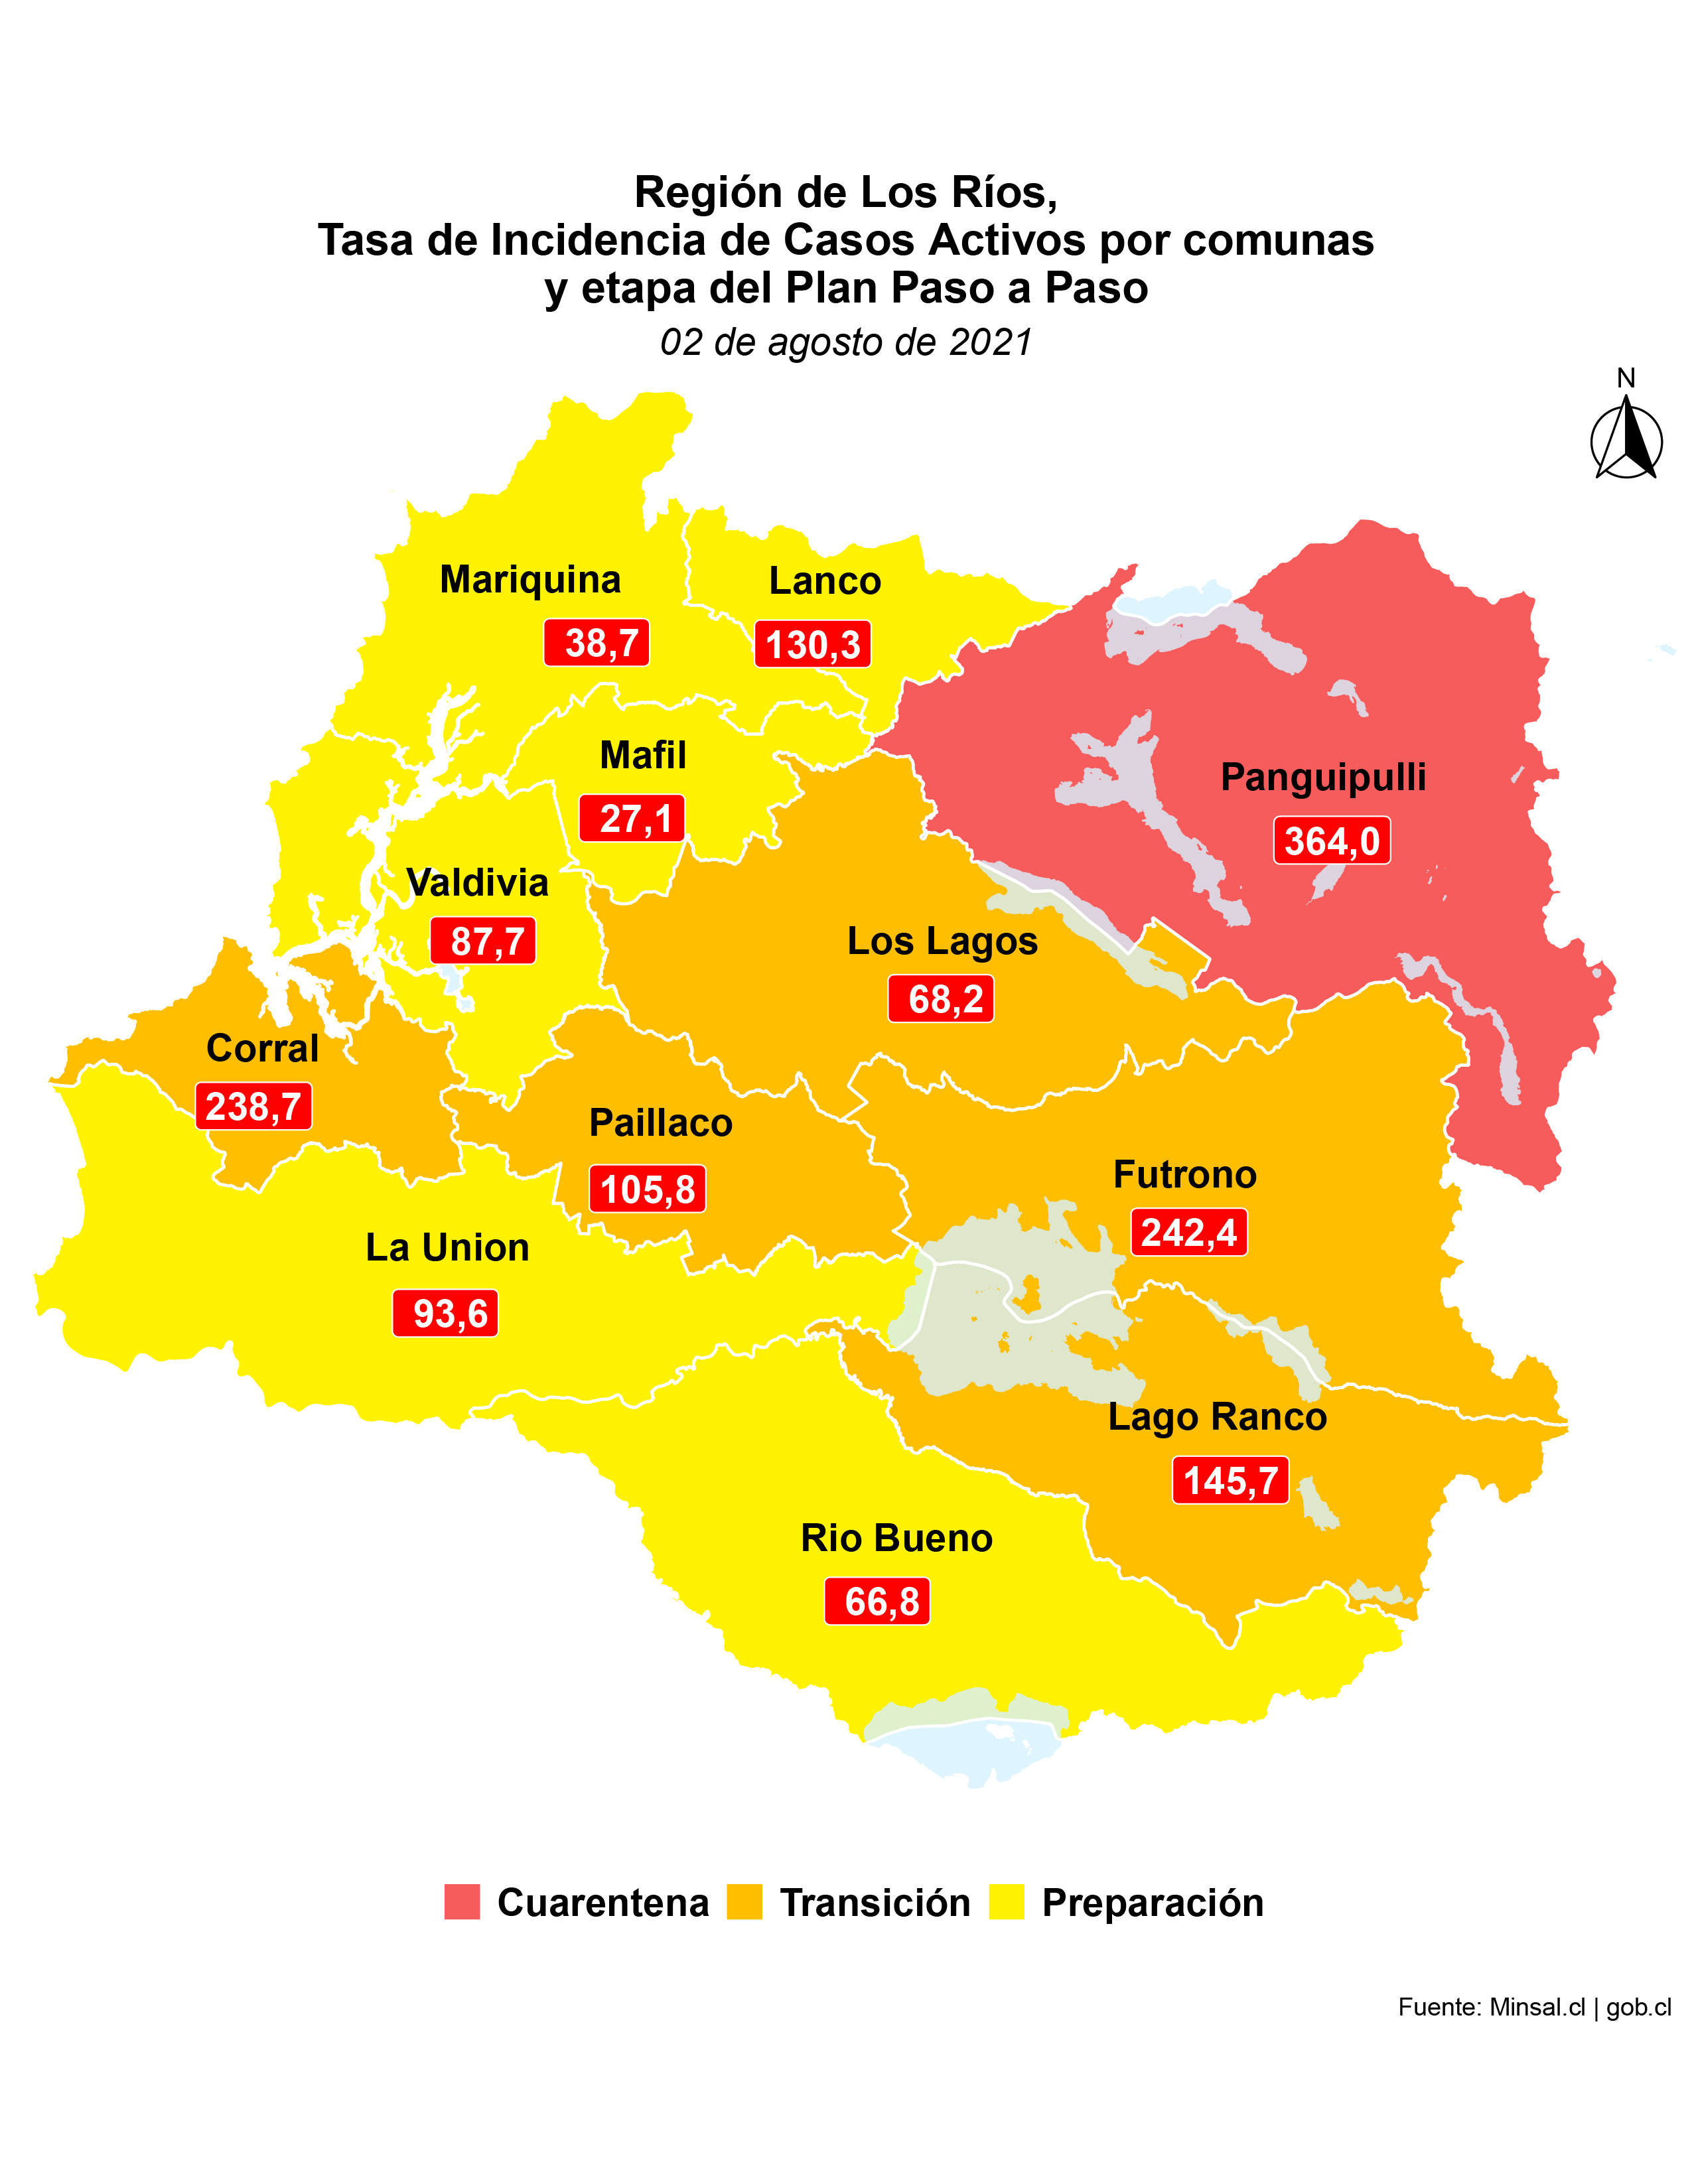 Región de Los Ríos,
Tasa de Incidencia de Casos Activos por comunas
y etapa del Plan Paso a Paso
02 de agosto de 2021
N
Mariquina
38,7
Lanco
130,3
Mafil
27,1
Panguipulli
364,0
Valdivia
87,7
Los Lagos
68,2
Corral
238,7
Paillaco
105,8
Futrono
242,4
La Union
93,6
Lago Ranco
145,7
Rio Bueno
66,8
Cuarentena
Transición
Preparación
Fuente: Minsal.cl | gob.cl